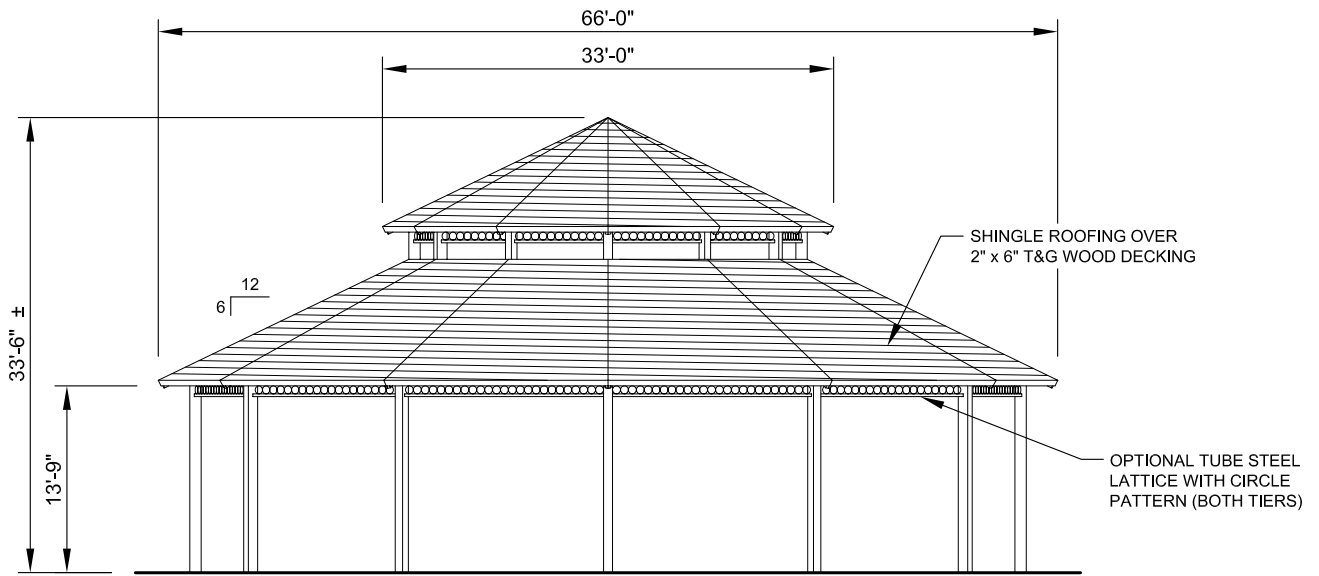 66'-0"
33'-0"
SHINGLE ROOFING OVER
2" x 6" T&G WOOD DECKING
12
6
33'-6" ±
13'-9"
OPTIONAL TUBE STEEL
LATTICE WITH CIRCLE
PATTERN (BOTH TIERS)